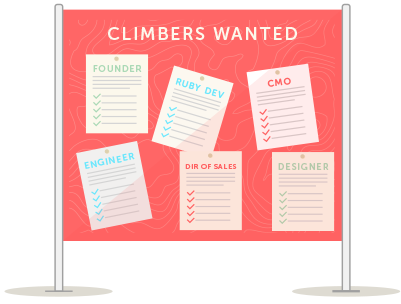 CLIMBERS WANTED
FOUNDER
RUBY DEV
CMO
ENGINEER
DIR OF SALES
DESIGNER